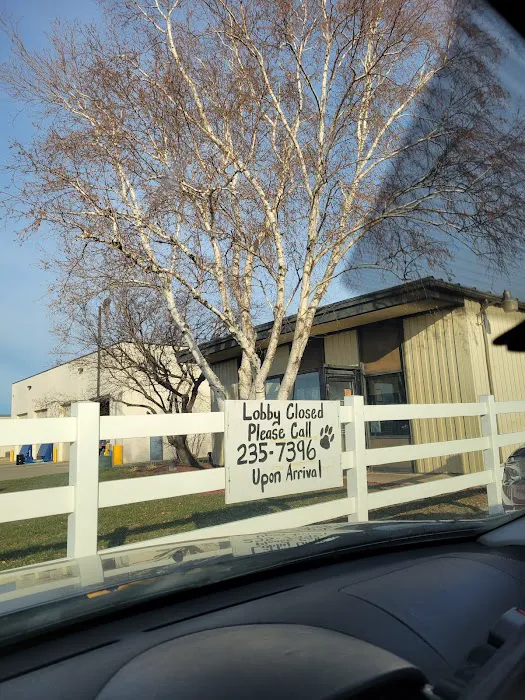 Lobby Closed
Please Call
235-7396
Upon Arrival